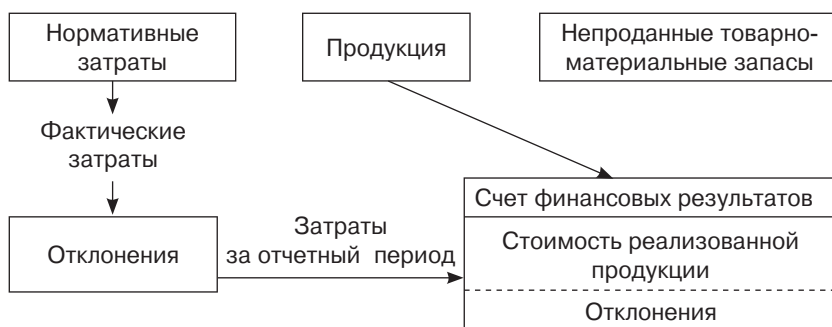 Нормативные
затраты
Продукция
Непроданные товарно-
материальные запасы
Фактические
затраты
Счет финансовых результатов
Отклонения
Затраты
за отчетный период
Стоимость реализованной
продукции
Отклонения